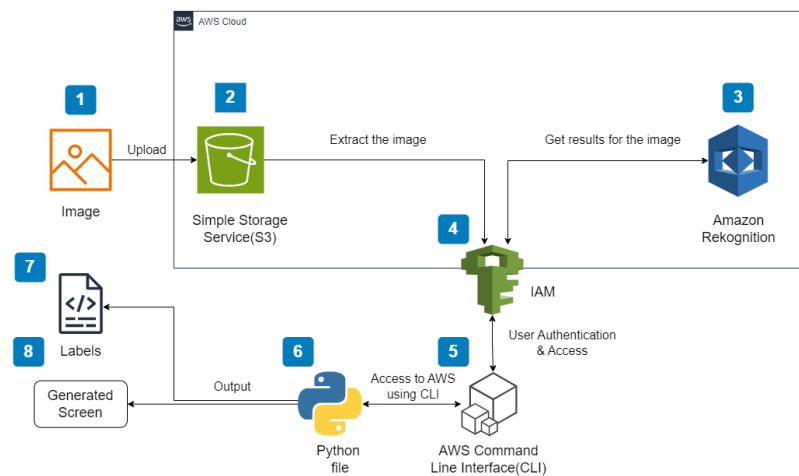 aws
AWS Cloud
1
2
3
Upload
Extract the image
Get results for the image
Image
Simple Storage
Service(S3)
Amazon
Rekognition
4
IAM
7
Labels
User Authentication
& Access
8
6
5
Generated
Screen
Output
Access to AWS
using CLI
Python
file
AWS Command
Line Interface(CLI)